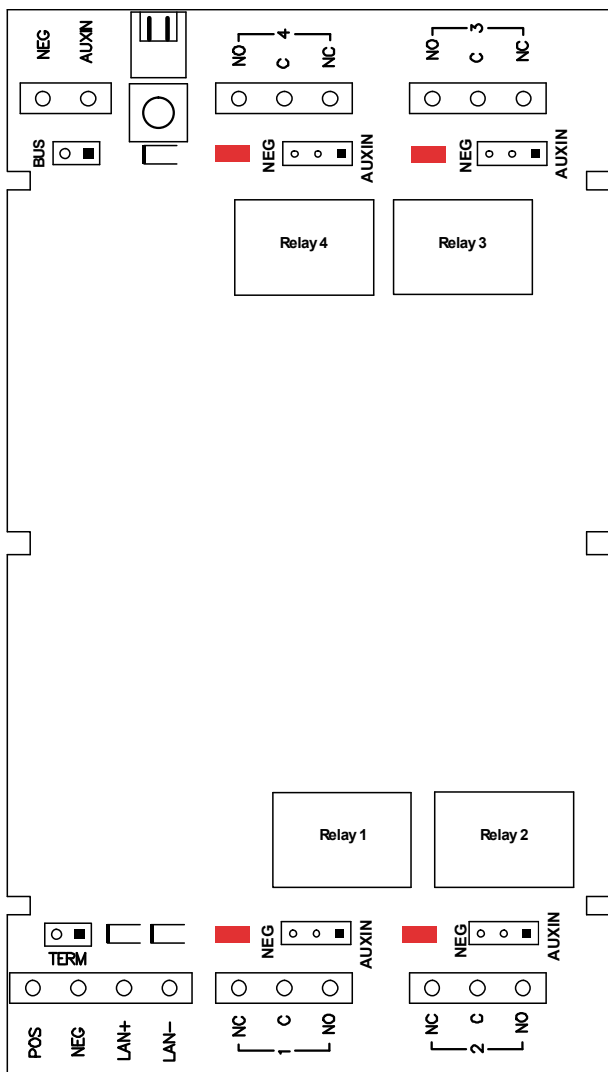 NEG
AUXIN
NO
C
NC
4
NO
C
NC
3
BUS
NEG
AUXIN
NEG
AUXIN
Relay 4
Relay 3
Relay 1
Relay 2
TERM
NEG
AUXIN
NEG
AUXIN
POS
NEG
LAN+
LAN-
NC
C
NO
1
NC
C
NO
2